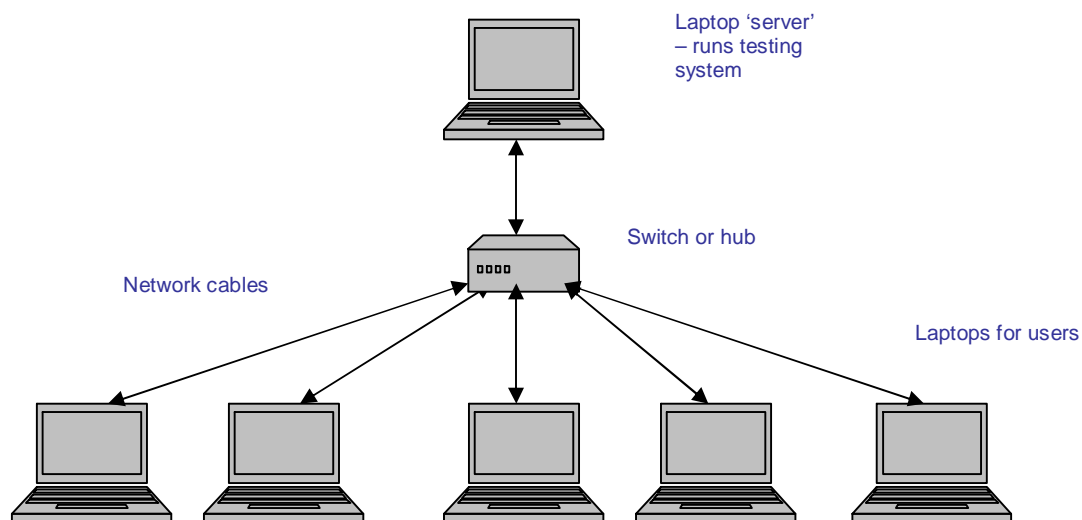 Laptop ‘server’
– runs testing
system
Switch or hub
Network cables
Laptops for users